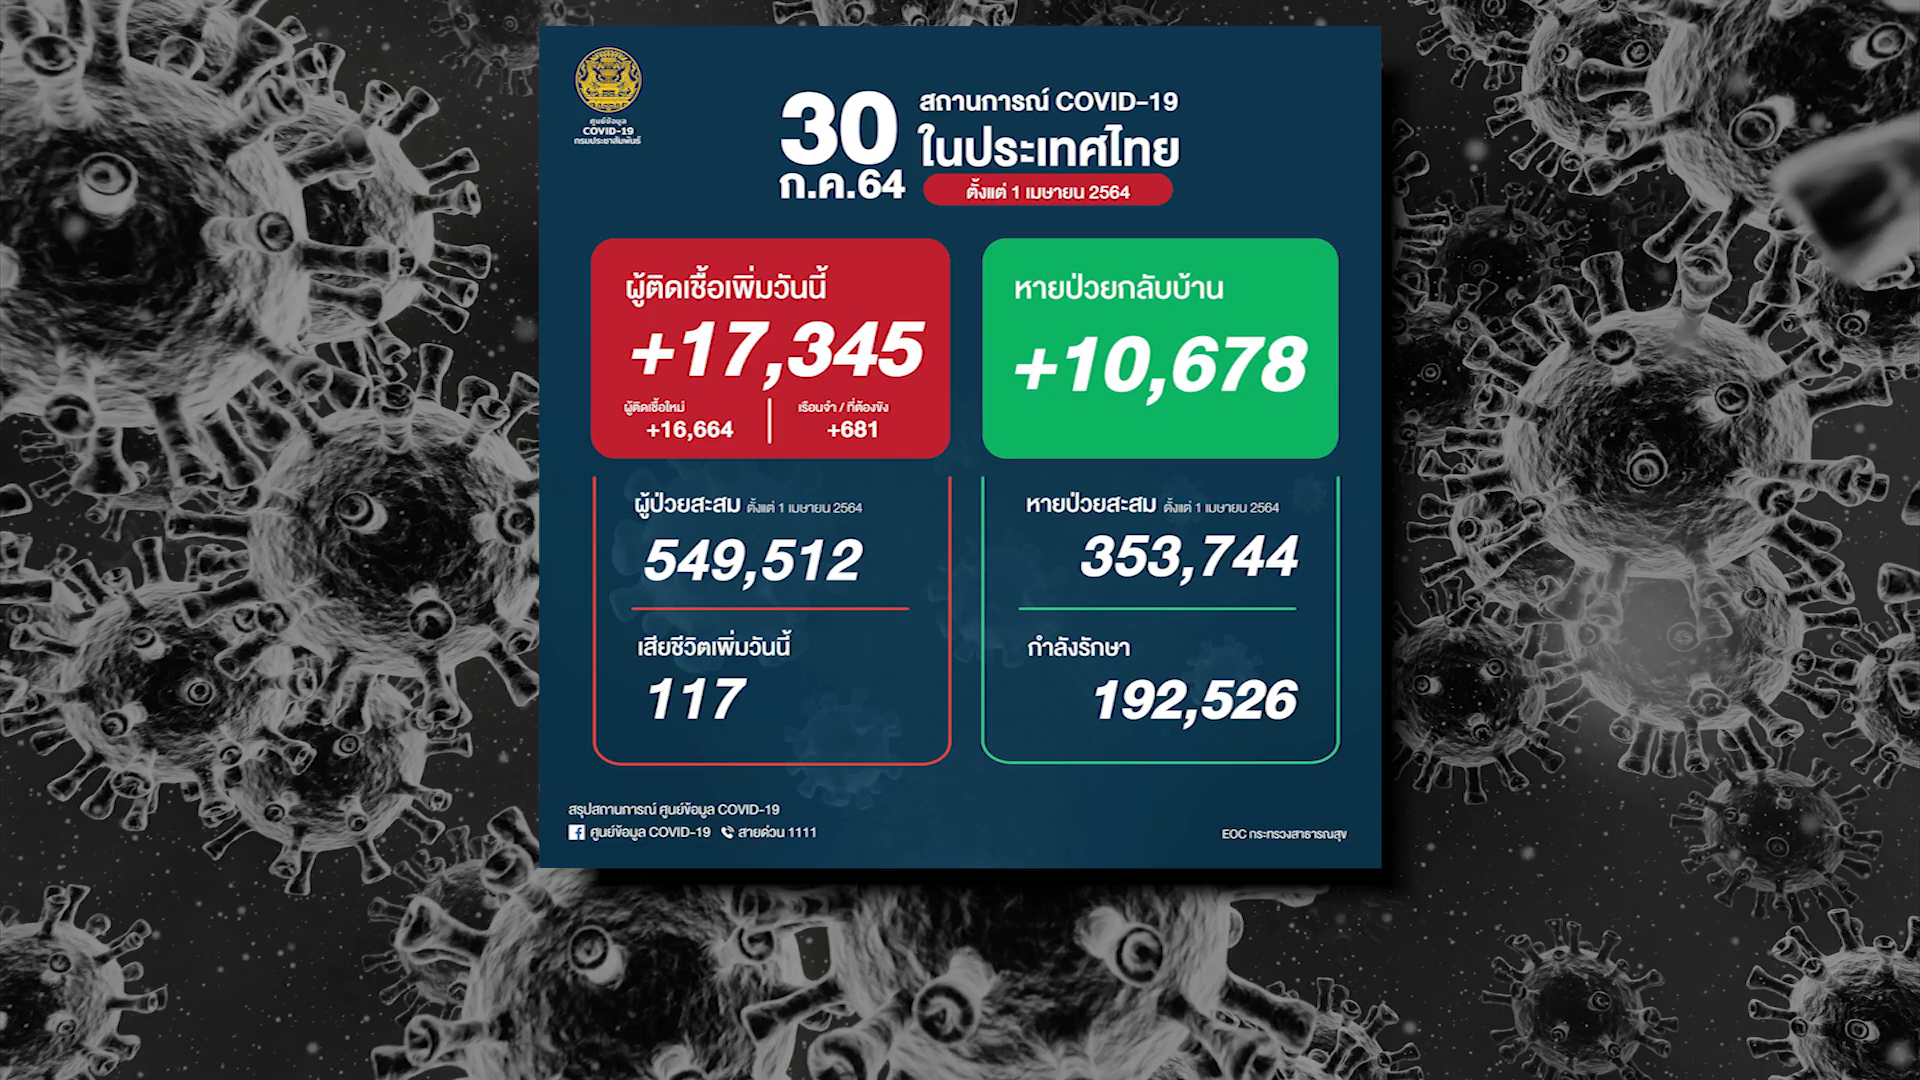 ศูนย์ข้อมูล
COVID-19
กรมประชาสัมพันธ์
30
ก.ค.64
สถานการณ์ COVID-19
ในประเทศไทย
ตั้งแต่ 1 เมษายน 2564
ผู้ติดเชื้อเพิ่มวันนี้
+17,345
ผู้ติดเชื้อใหม่
+16,664
เรือนจำ / ที่ต้องขัง
+681
หายป่วยกลับบ้าน
+10,678
ผู้ป่วยสะสม ตั้งแต่ 1 เมษายน 2564
549,512
เสียชีวิตเพิ่มวันนี้
117
หายป่วยสะสม ตั้งแต่ 1 เมษายน 2564
353,744
กำลังรักษา
192,526
สรุปสถานการณ์ ศูนย์ข้อมูล COVID-19
ศูนย์ข้อมูล COVID-19 สายด่วน 1111
EOC กระทรวงสาธารณสุข